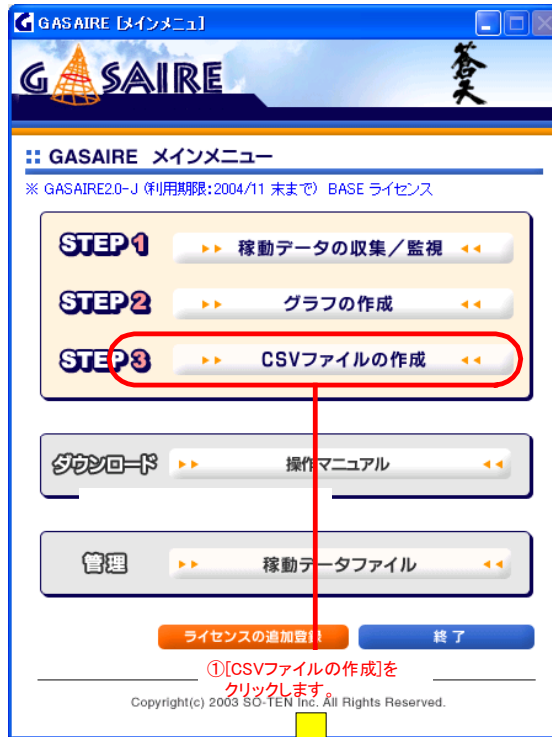 GASAIRE [メインメニュ]
GASAIRE
蒼天
:: GASAIRE メインメニュー
※ GASAIRE2.0-J (利用期限:2004/11 末まで) BASE ライセンス
STEP1 稼動データの収集／監視
STEP2 グラフの作成
STEP3 CSVファイルの作成
ダウンロード 操作マニュアル
管理 稼動データファイル
ライセンスの追加登録 終了
①[CSVファイルの作成]を
クリックします。
Copyright(c) 2003 SO-TEN Inc. All Rights Reserved.